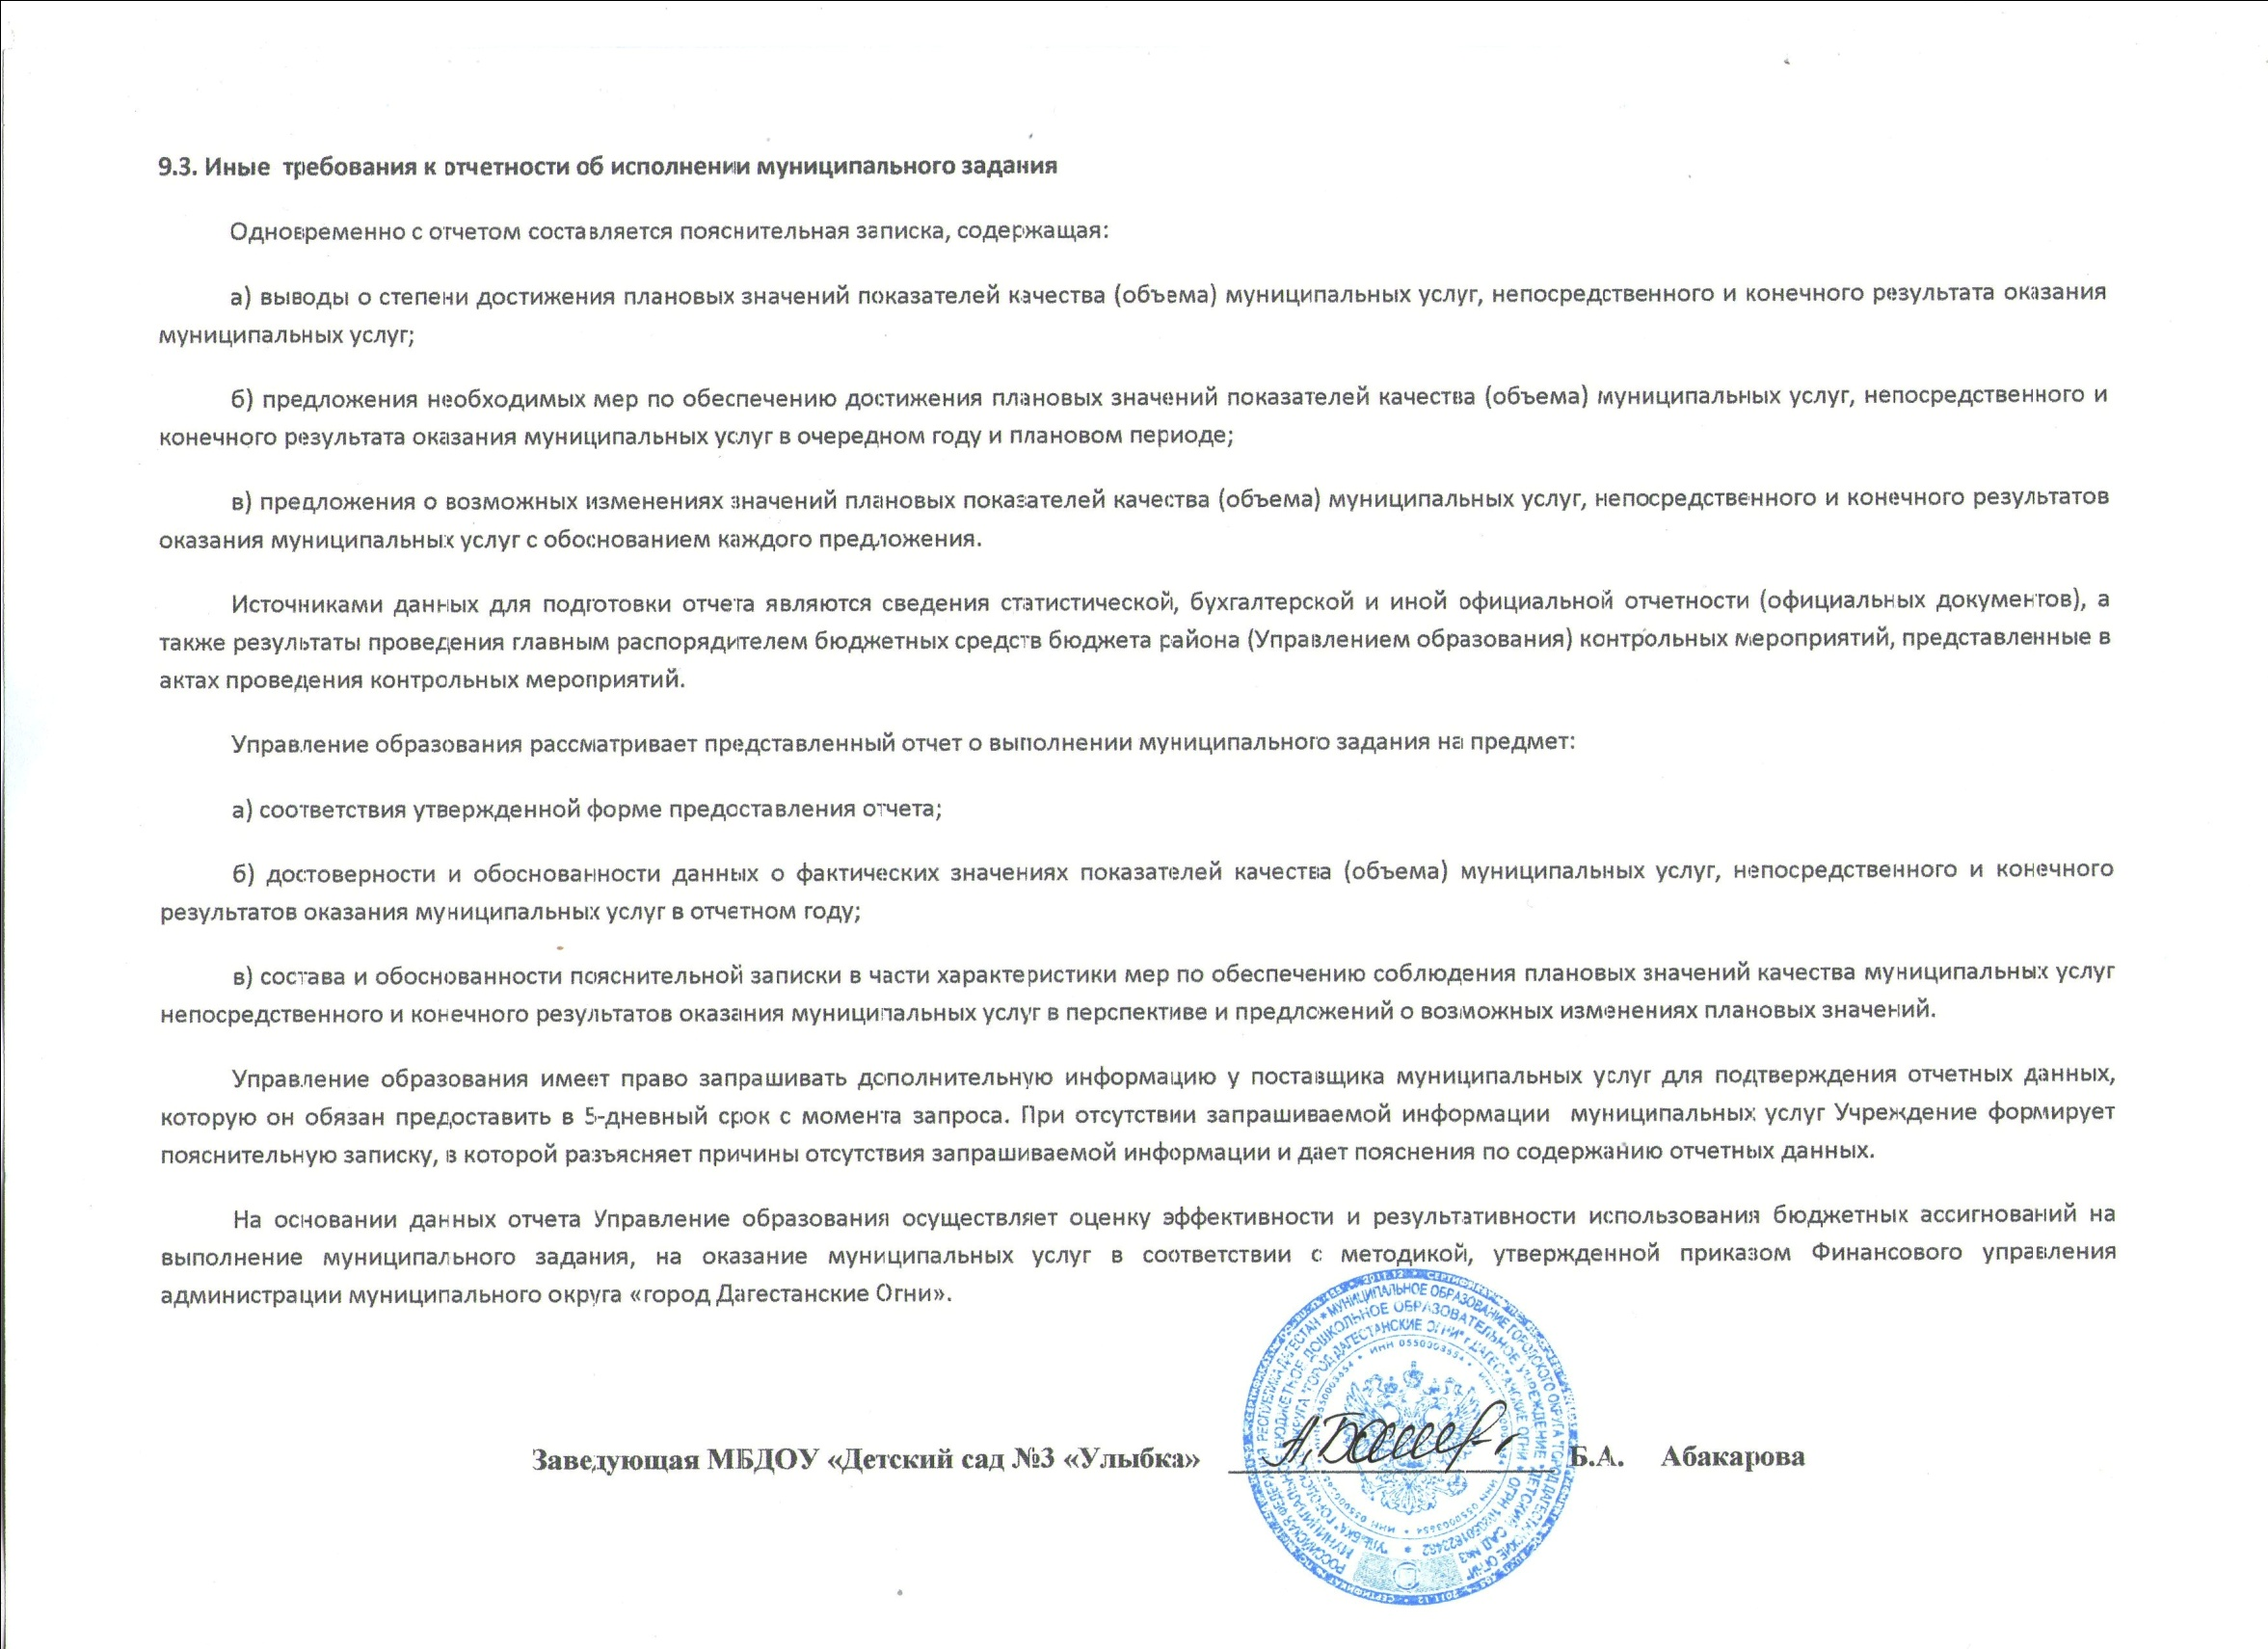 9.3. Иные требования к отчетности об исполнении муниципального задания
Одновременно с отчетом составляется пояснительная записка, содержащая:
а) выводы о степени достижения плановых значений показателей качества (объема) муниципальных услуг, непосредственного и конечного результата оказания
муниципальных услуг;
б) предложения необходимых мер по обеспечению достижения плановых значений показателей качества (объема) муниципальных услуг, непосредственного и
конечного результата оказания муниципальных услуг в очередном году и плановом периоде;
в) предложения о возможных изменениях значений плановых показателей качества (объема) муниципальных услуг, непосредственного и конечного результатов
оказания муниципальных услуг с обоснованием каждого предложения.
Источниками данных для подготовки отчета являются сведения статистической, бухгалтерской и иной официальной отчетности (официальных документов), а
также результаты проведения главным распорядителем бюджетных средств бюджета района (Управлением образования) контрольных мероприятий, представленные в
актах проведения контрольных мероприятий.
Управление образования рассматривает представленный отчет о выполнении муниципального задания на предмет:
а) соответствия утвержденной форме предоставления отчета;
б) достоверности и обоснованности данных о фактических значениях показателей качества (объема) муниципальных услуг, непосредственного и конечного
результатов оказания муниципальных услуг в отчетном году;
в) состава и обоснованности пояснительной записки в части характеристики мер по обеспечению соблюдения плановых значений качества муниципальных услуг
непосредственного и конечного результатов оказания муниципальных услуг в перспективе и предложений о возможных изменениях плановых значений.
Управление образования имеет право запрашивать дополнительную информацию у поставщика муниципальных услуг для подтверждения отчетных данных,
которую он обязан предоставить в 5-дневный срок с момента запроса. При отсутствии запрашиваемой информации муниципальных услуг Учреждение формирует
пояснительную записку, в которой разъясняет причины отсутствия запрашиваемой информации и дает пояснения по содержанию отчетных данных.
На основании данных отчета Управление образования осуществляет оценку эффективности и результативности использования бюджетных ассигнований на
выполнение муниципального задания, на оказание муниципальных услуг в соответствии с методикой, утвержденной приказом Финансового управления
администрации муниципального округа «город Дагестанские Огни».
Заведующая МБДОУ «Детский сад №3 «Улыбка» Б.А. Абакарова
МУНИЦИПАЛЬНОЕ ОБРАЗОВАНИЕ ГОРОДСКОГО ОКРУГА
ДОШКОЛЬНОЕ ОБРАЗОВАТЕЛЬНОЕ УЧРЕЖДЕНИЕ
ИНН 0550003654